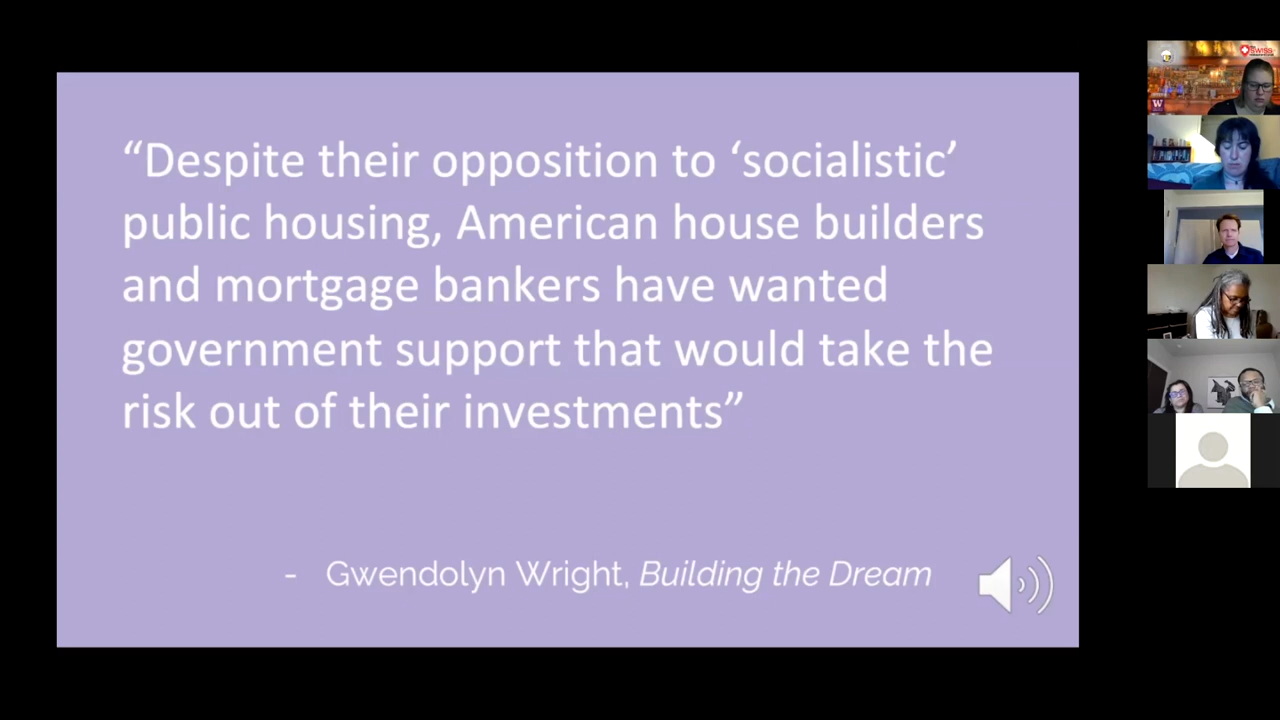 “Despite their opposition to ‘socialistic’
public housing, American house builders
and mortgage bankers have wanted
government support that would take the
risk out of their investments”
- Gwendolyn Wright, Building the Dream
SWISS
W